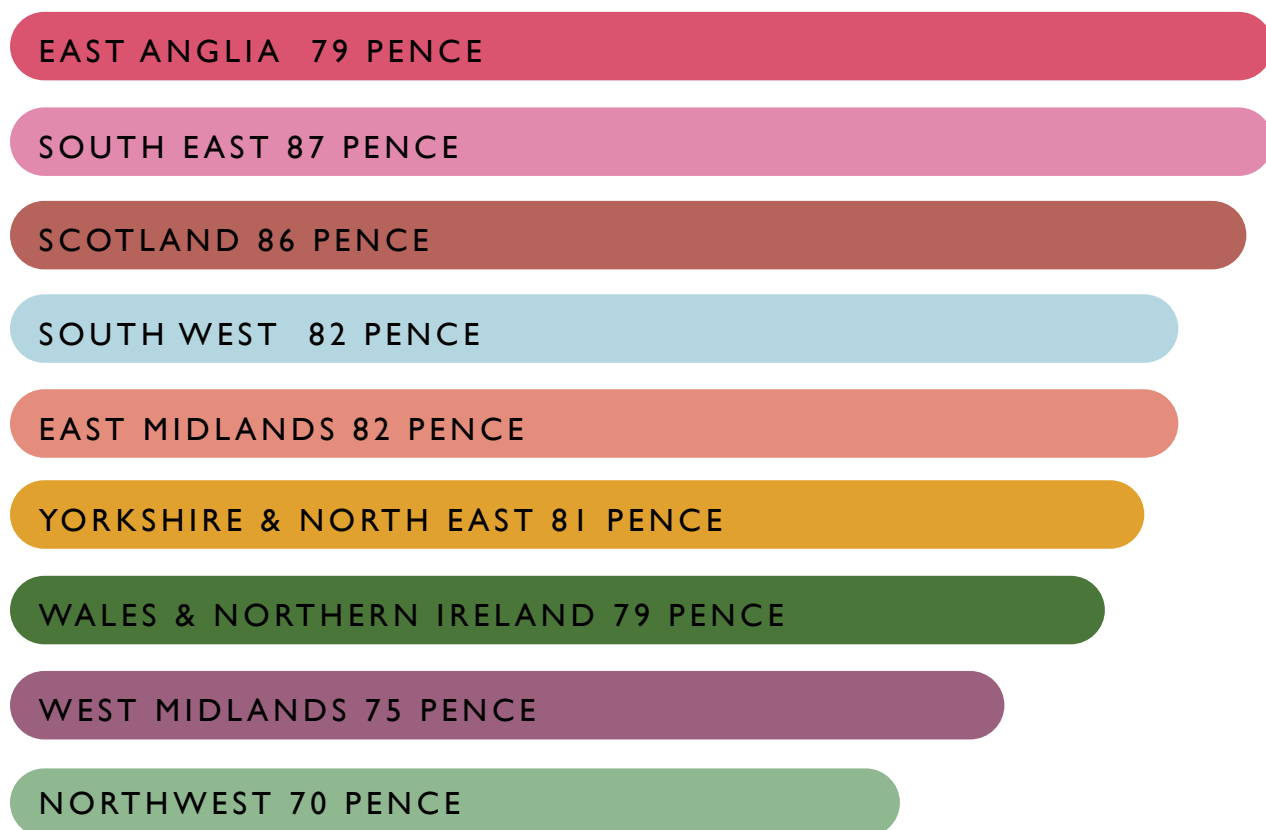 EAST ANGLIA 79 PENCE
SOUTH EAST 87 PENCE
SCOTLAND 86 PENCE
SOUTH WEST 82 PENCE
EAST MIDLANDS 82 PENCE
YORKSHIRE & NORTH EAST 81 PENCE
WALES & NORTHERN IRELAND 79 PENCE
WEST MIDLANDS 75 PENCE
NORTHWEST 70 PENCE